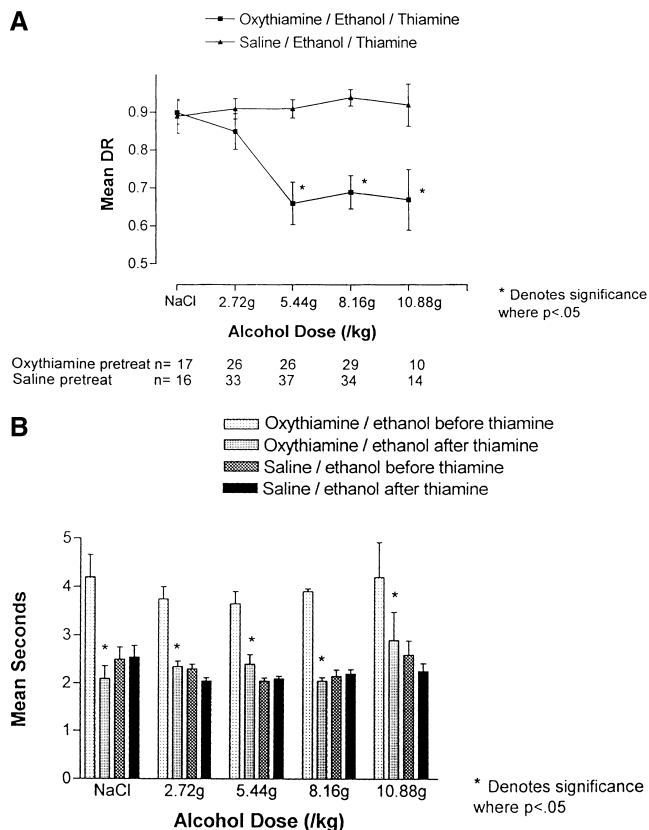 A
Oxythiamine / Ethanol / Thiamine
Saline / Ethanol / Thiamine
0.9
0.8
0.7
0.6
0.5
Mean DR
*
*
*
NaCl 2.72g 5.44g 8.16g 10.88g
Alcohol Dose (/kg)
* Denotes significance
where p<.05
Oxythiamine pretreat n= 17 26 26 29 10
Saline pretreat n= 16 33 37 34 14
B
Oxythiamine / ethanol before thiamine
Oxythiamine / ethanol after thiamine
Saline / ethanol before thiamine
Saline / ethanol after thiamine
5
4
3
2
1
0
Mean Seconds
*
*
*
*
*
NaCl 2.72g 5.44g 8.16g 10.88g
Alcohol Dose (/kg)
* Denotes significance
where p<.05